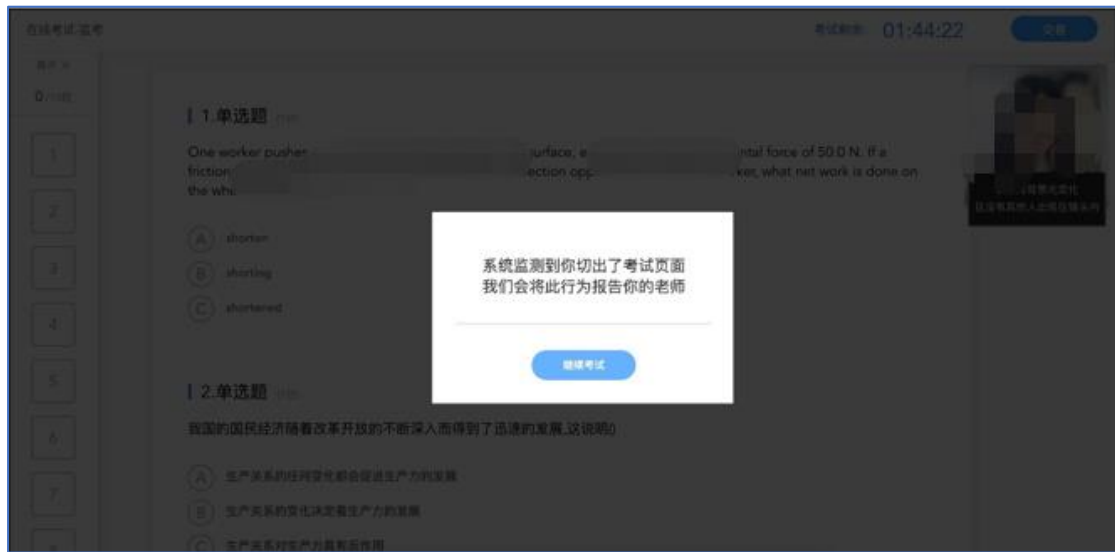 在线考试-监考
考试剩余: 01:44:22
交卷
0
1.单选题
One worker pushes surface, e ntal force of 50.0 N. If a
friction ection opp ker, what net work is done on
the
1
2
3
4
5
6
7
A shorten
B shorting
C shortened
系统监测到你切出了考试页面
我们会将此行为报告你的老师
继续考试
2.单选题
我国的国民经济随着改革开放的不断深入而得到了迅速的发展,这说明()
A 生产关系的任何变化都会促进生产力的发展
B 生产关系的变化决定着生产力的发展
C 生产关系对生产力具有反作用